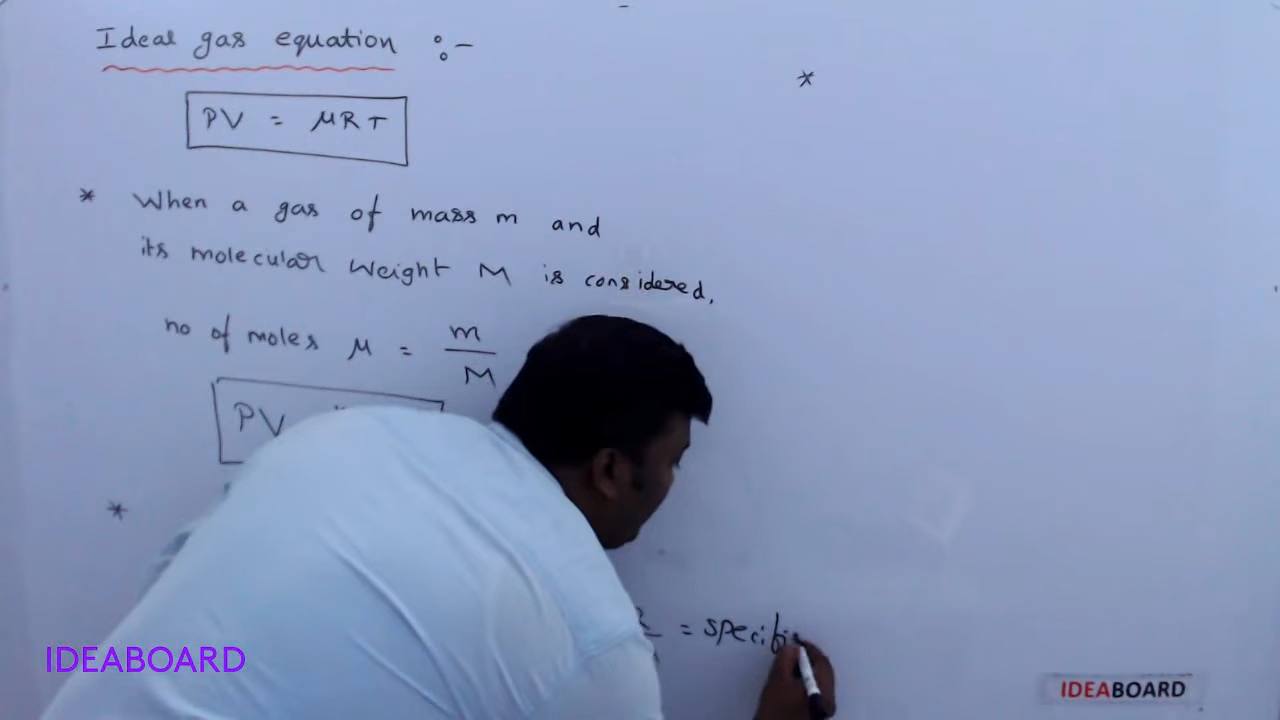 Ideal gas equation :-
PV = μRT
* When a gas of mass m and
its molecular weight M is considered,
no of moles μ = m/M
PV
*
= specifi
*
IDEABOARD
IDEABOARD